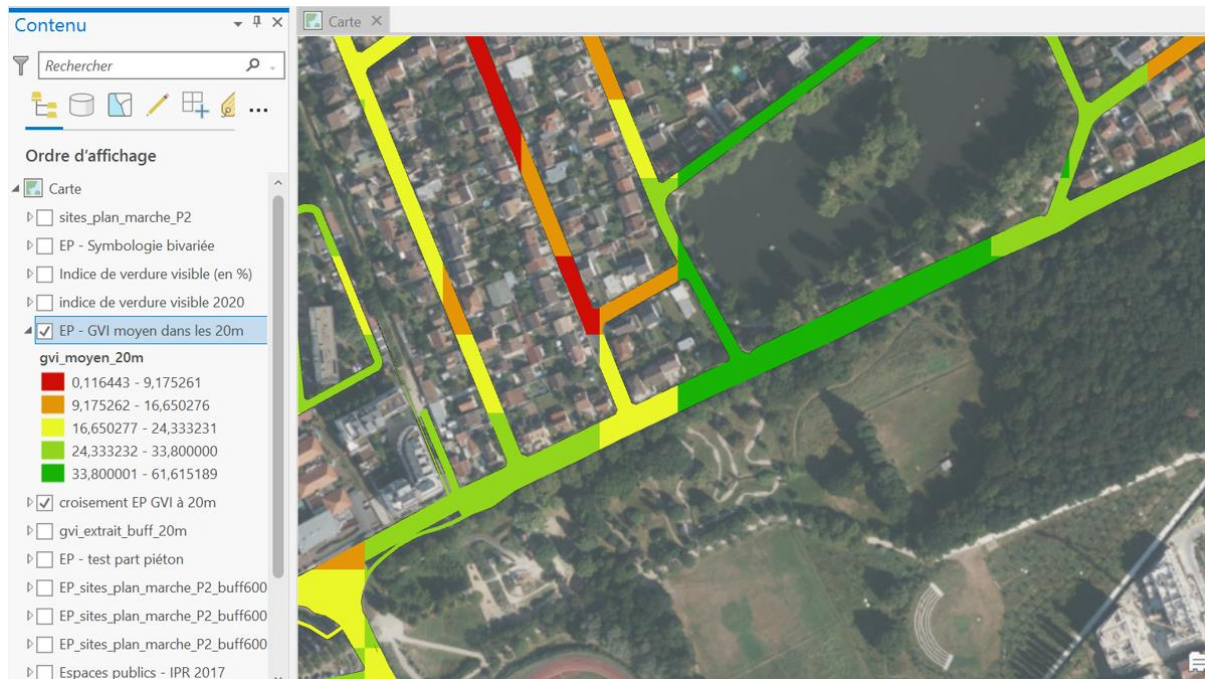 Contenu
Carte
Rechercher
Ordre d'affichage
Carte
sites_plan_marche_P2
EP - Symbologie bivariée
Indice de verdure visible (en %)
indice de verdure visible 2020
EP - GVI moyen dans les 20m
gvi_moyen_20m
0,116443 - 9,175261
9,175262 - 16,650276
16,650277 - 24,333231
24,333232 - 33,800000
33,800001 - 61,615189
croisement EP GVI à 20m
gvi_extrait_buff_20m
EP - test part piéton
EP_sites_plan_marche_P2_buff600
EP_sites_plan_marche_P2_buff600
EP_sites_plan_marche_P2_buff600
Espaces publics - IPR 2017